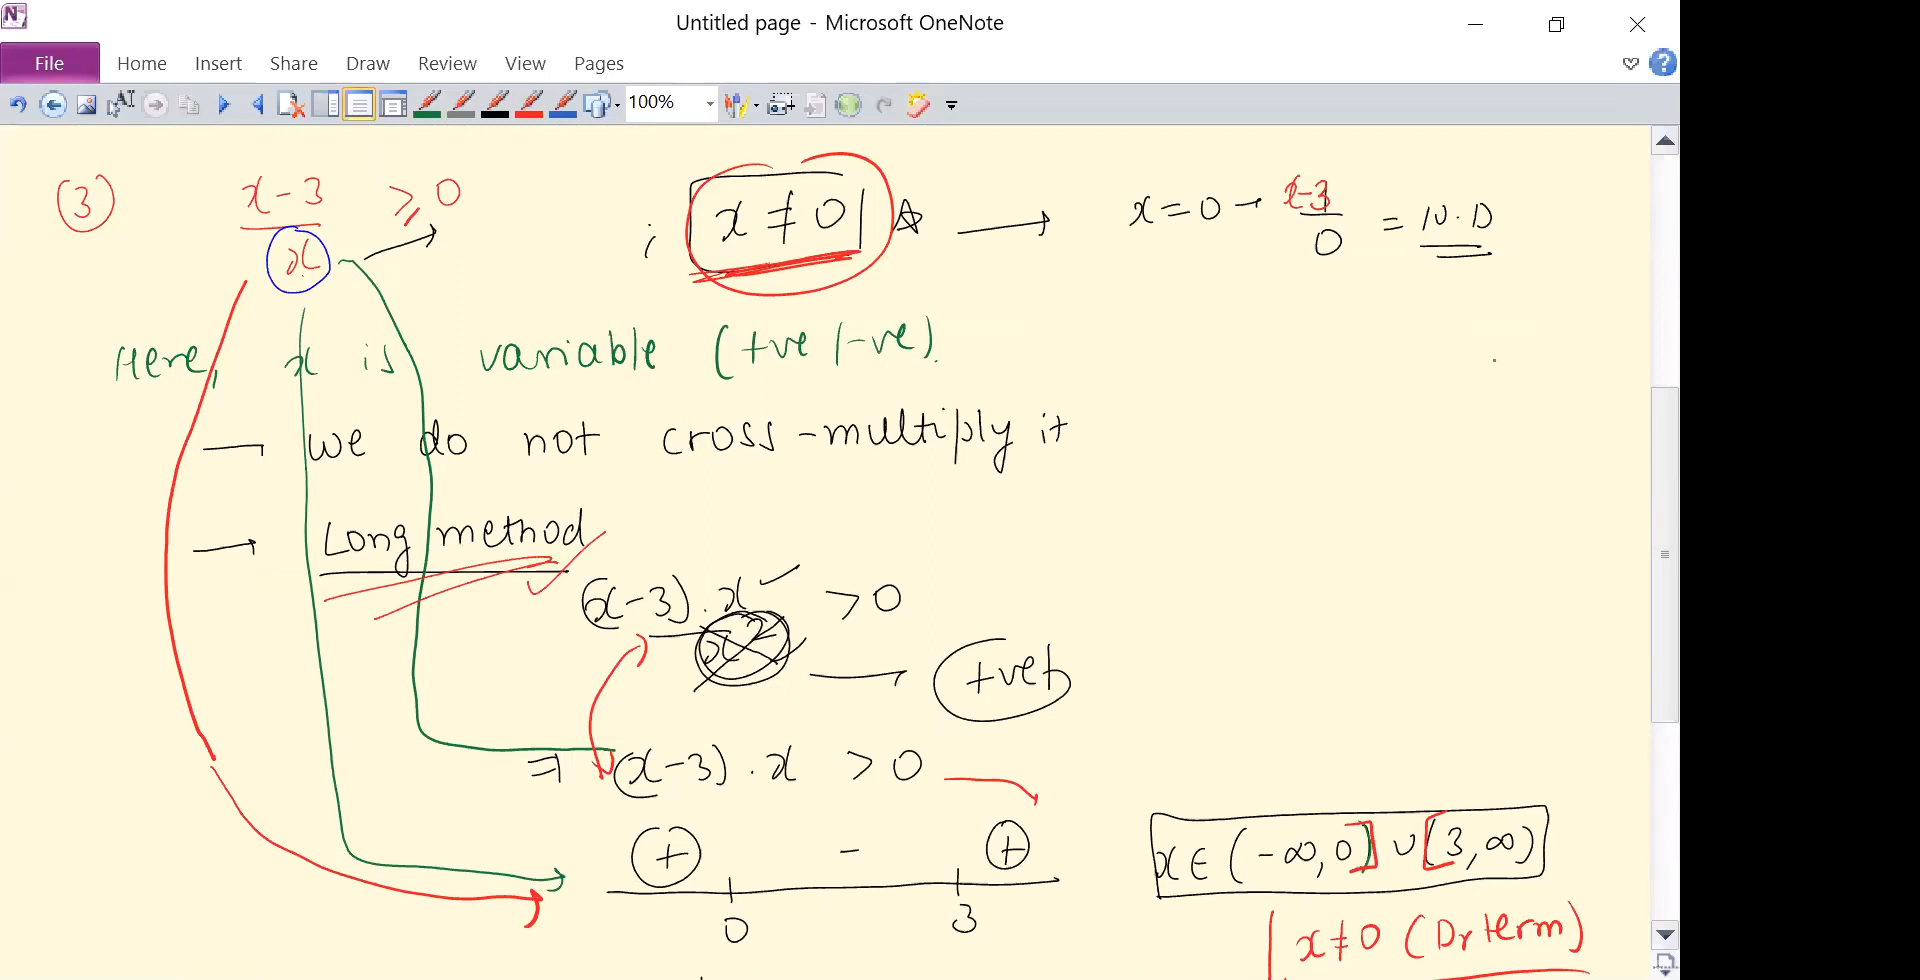 Untitled page - Microsoft OneNote
File Home Insert Share Draw Review View Pages
100%
(3) x-3 / x ≥ 0 ; x ≠ 0 ☆ → x = 0 → x-3 / 0 = N.D
Here, x is variable (+ve/-ve).
— We do not cross-multiply it
→ Long method
(x-3).x / x² > 0
→ +ve
⇒ (x-3).x > 0
+ - +
0 3
x ∈ (-∞, 0] ∪ [3, ∞)
x ≠ 0 (Dr term)